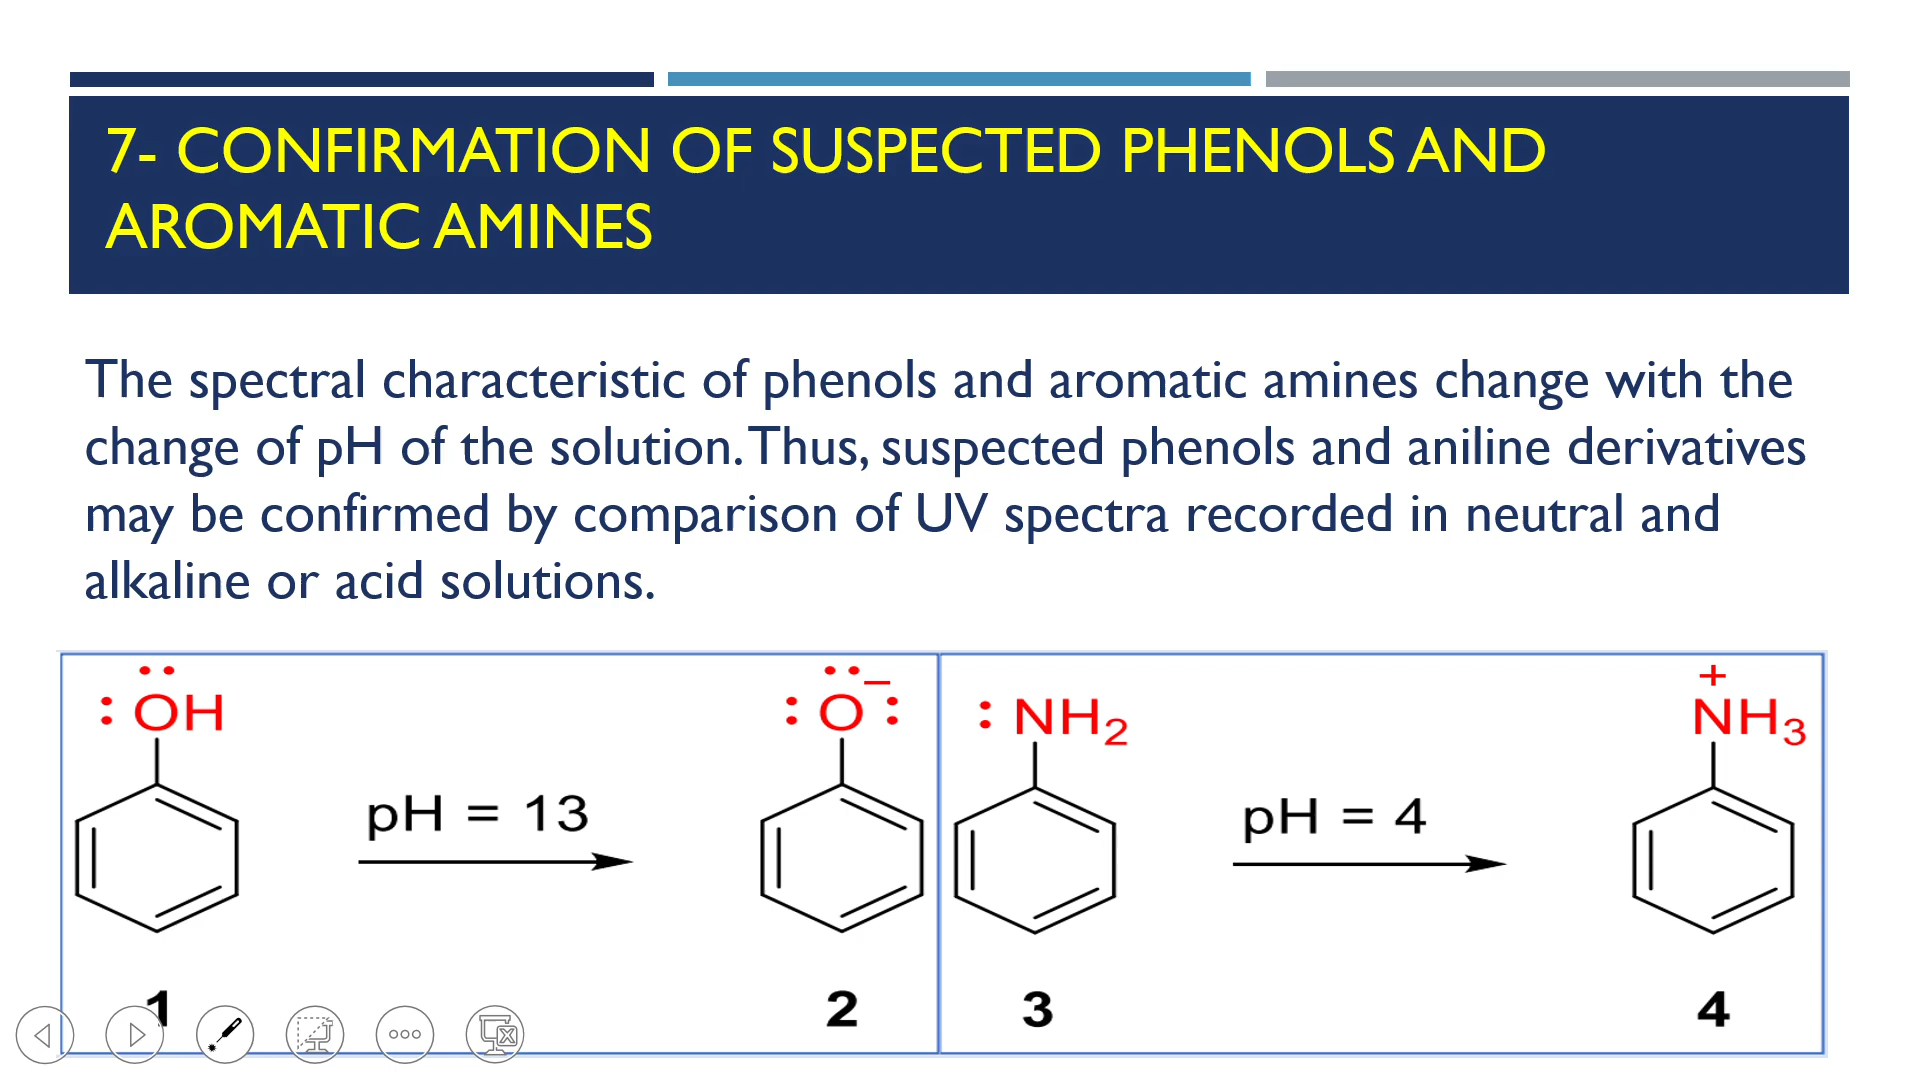 7- CONFIRMATION OF SUSPECTED PHENOLS AND
AROMATIC AMINES
The spectral characteristic of phenols and aromatic amines change with the
change of pH of the solution. Thus, suspected phenols and aniline derivatives
may be confirmed by comparison of UV spectra recorded in neutral and
alkaline or acid solutions.
:OH
pH = 13
:O:−
:NH2
pH = 4
+
NH3
1
2
3
4